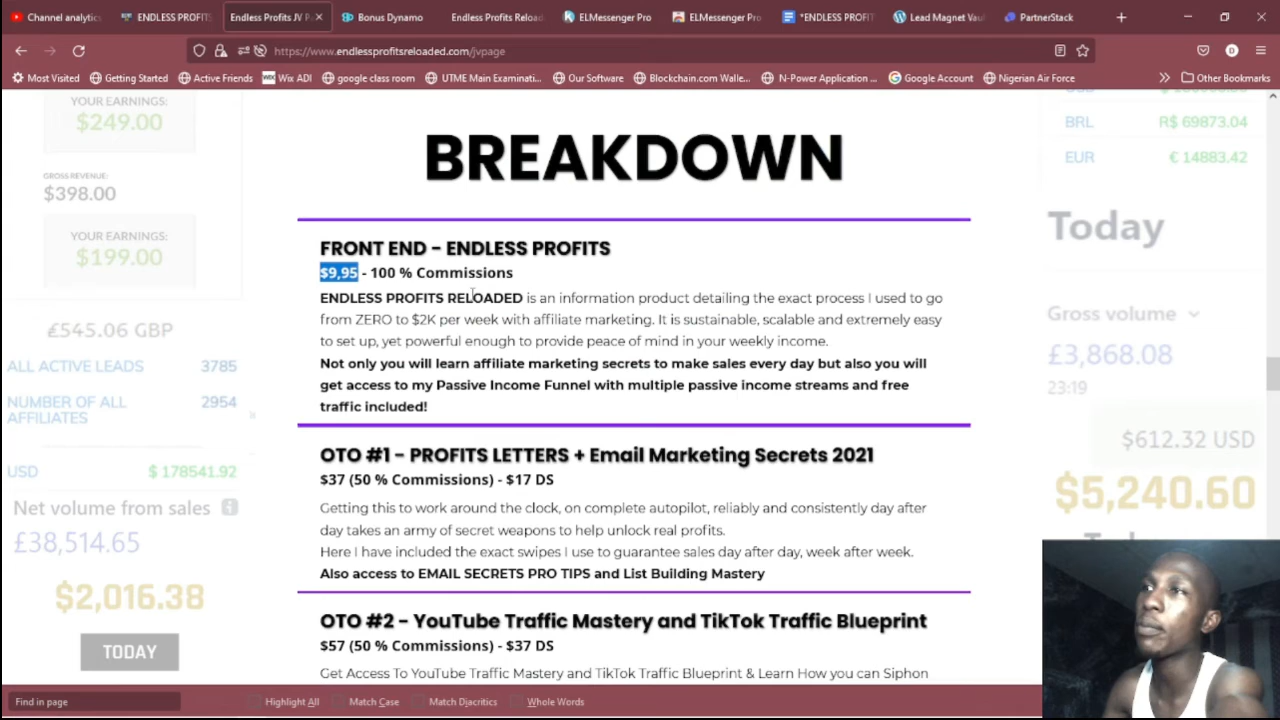 Channel analytics
ENDLESS PROFITS
Endless Profits JV P
Bonus Dynamo
Endless Profits Reload
ELMessenger Pro
ELMessenger Pro
*ENDLESS PROFIT
Lead Magnet Vau
PartnerStack
https://www.endlessprofitsreloaded.com/jvpage
Most Visited
Getting Started
Active Friends
WIX
Wix ADI
google class room
UTME Main Examinati...
Our Software
Blockchain.com Walle...
N-Power Application ...
Google Account
Nigerian Air Force
Other Bookmarks
YOUR EARNINGS:
$249.00
GROSS REVENUE:
$398.00
YOUR EARNINGS:
$199.00
£545.06 GBP
ALL ACTIVE LEADS 3785
NUMBER OF ALL AFFILIATES 2954
USD $ 178541.92
Net volume from sales
£38,514.65
$2,016.38
TODAY
BREAKDOWN
FRONT END - ENDLESS PROFITS
$9,95 - 100 % Commissions
ENDLESS PROFITS RELOADED is an information product detailing the exact process I used to go
from ZERO to $2K per week with affiliate marketing. It is sustainable, scalable and extremely easy
to set up, yet powerful enough to provide peace of mind in your weekly income.
Not only you will learn affiliate marketing secrets to make sales every day but also you will
get access to my Passive Income Funnel with multiple passive income streams and free
traffic included!
OTO #1 - PROFITS LETTERS + Email Marketing Secrets 2021
$37 (50 % Commissions) - $17 DS
Getting this to work around the clock, on complete autopilot, reliably and consistently day after
day takes an army of secret weapons to help unlock real profits.
Here I have included the exact swipes I use to guarantee sales day after day, week after week.
Also access to EMAIL SECRETS PRO TIPS and List Building Mastery
OTO #2 - YouTube Traffic Mastery and TikTok Traffic Blueprint
$57 (50 % Commissions) - $37 DS
Get Access To YouTube Traffic Mastery and TikTok Traffic Blueprint & Learn How you can Siphon
BRL R$ 69873.04
EUR € 14883,42
Today
Gross volume
£3,868.08
23:19
$612.32 USD
$5,240.60
Find in page
Highlight All
Match Case
Match Diacritics
Whole Words